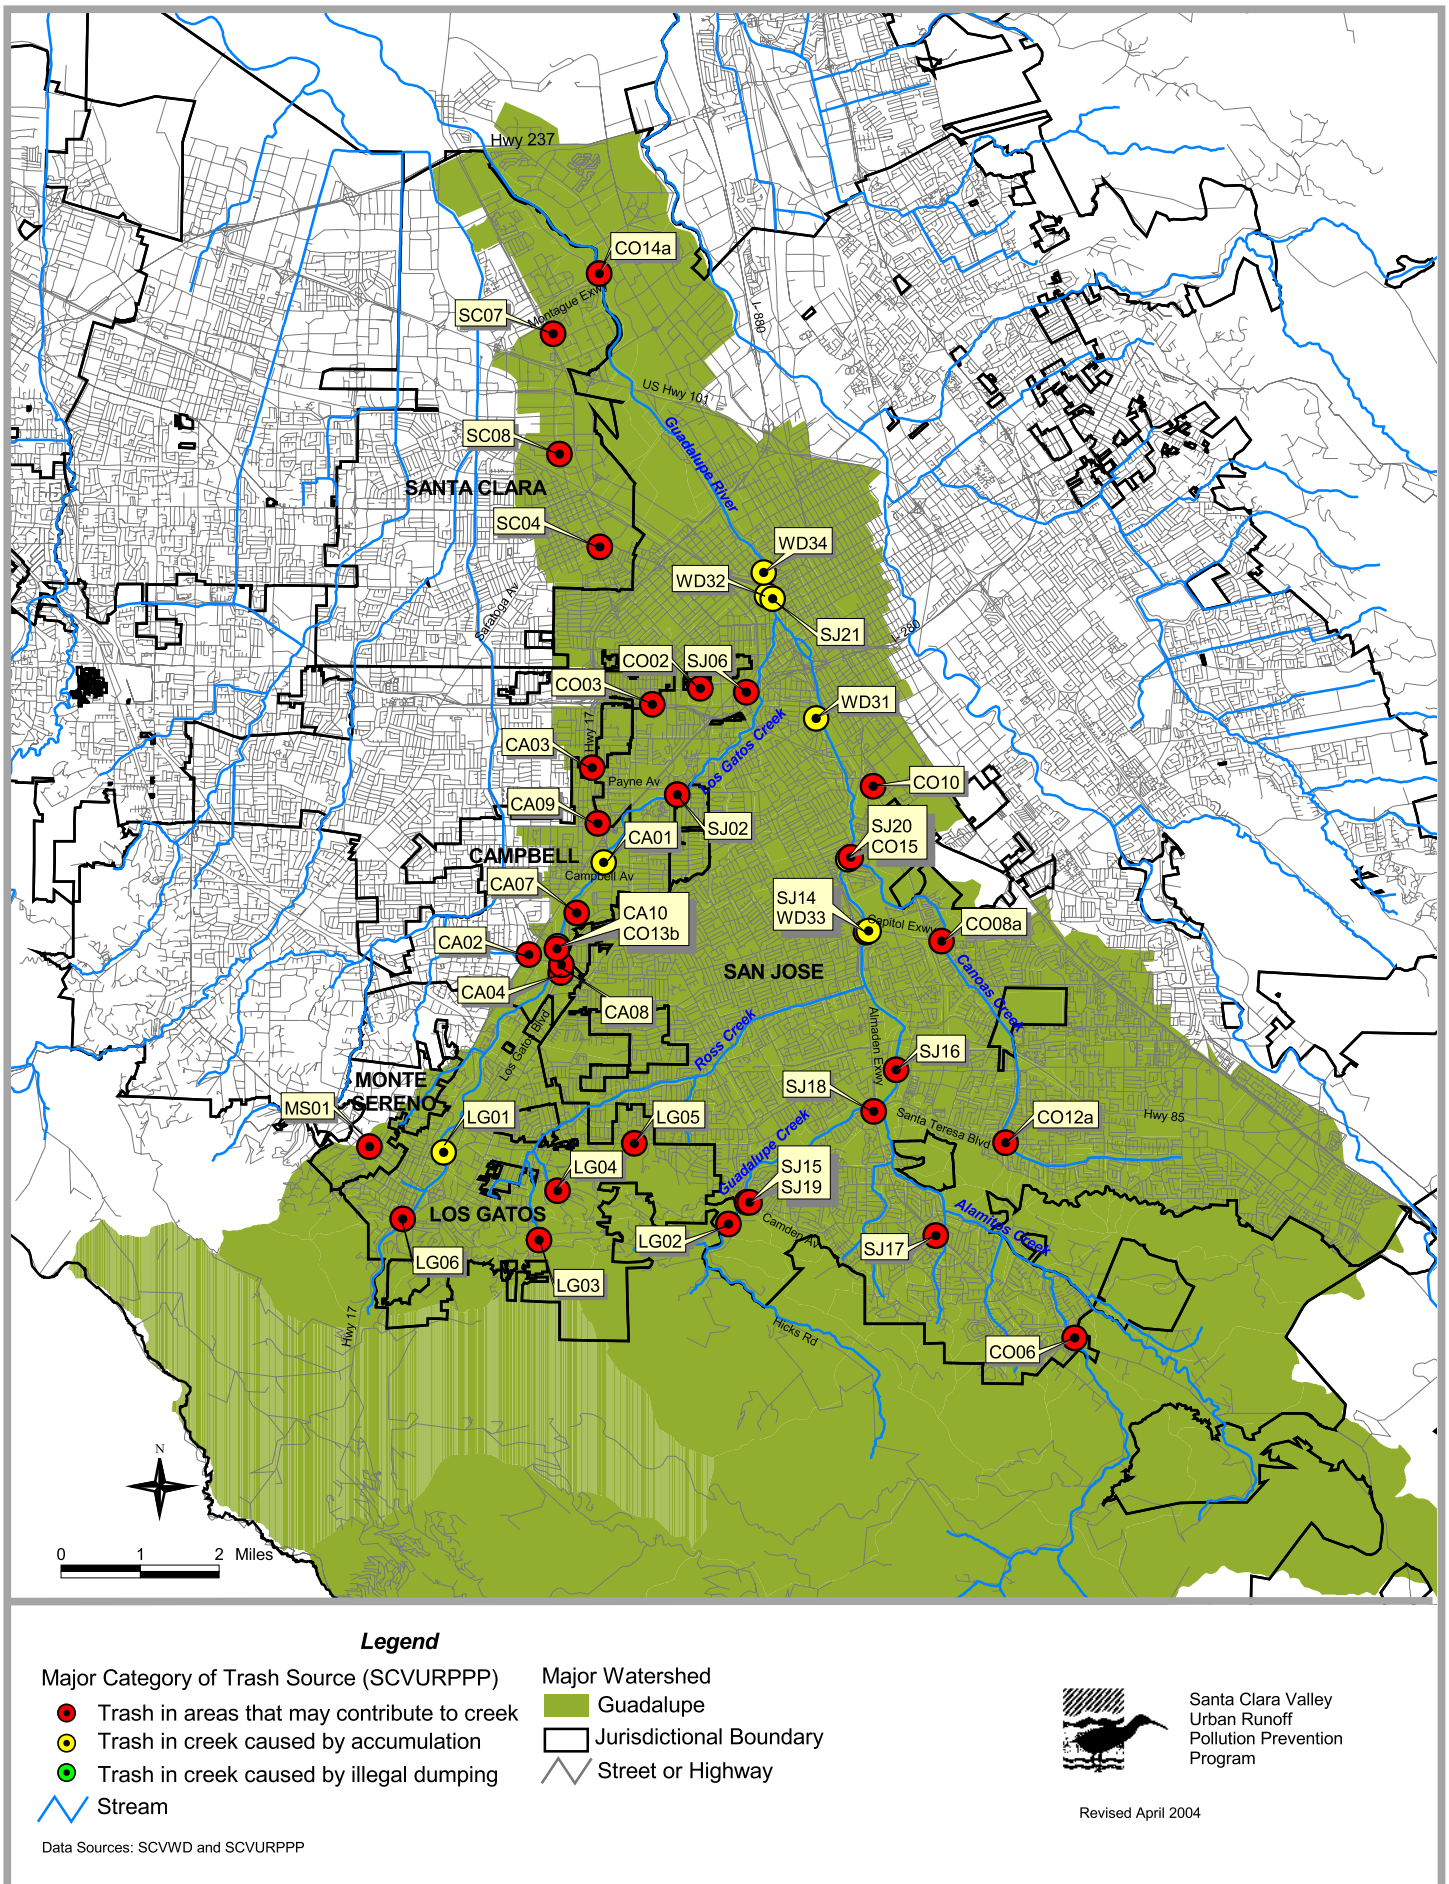 Hwy 237
CO14a
Montague Exwy
SC07
I-880
US Hwy 101
Guadalupe River
SC08
SANTA CLARA
SC04
WD34
WD32
SJ21
Saratoga Av
I-280
CO02
SJ06
CO03
WD31
Hwy 17
CA03
Los Gatos Creek
Payne Av
CO10
CA09
SJ02
CA01
SJ20
CO15
CAMPBELL
Campbell Av
CA07
SJ14
WD33
CA10
CO13b
Capitol Exwy
CO08a
CA02
SAN JOSE
Canoas Creek
CA04
CA08
Los Gatos Blvd
Ross Creek
Almaden Exwy
SJ16
MONTE
SERENO
SJ18
MS01
LG01
LG05
Santa Teresa Blvd
CO12a
Hwy 85
Guadalupe Creek
LG04
SJ15
SJ19
LOS GATOS
Alamitos Creek
Camden Av
LG02
SJ17
LG06
LG03
Hwy 17
Hicks Rd
CO06
N
0 1 2 Miles
Legend
Major Category of Trash Source (SCVURPPP)
Trash in areas that may contribute to creek
Trash in creek caused by accumulation
Trash in creek caused by illegal dumping
Stream
Data Sources: SCVWD and SCVURPPP
Major Watershed
Guadalupe
Jurisdictional Boundary
Street or Highway
Santa Clara Valley
Urban Runoff
Pollution Prevention
Program
Revised April 2004